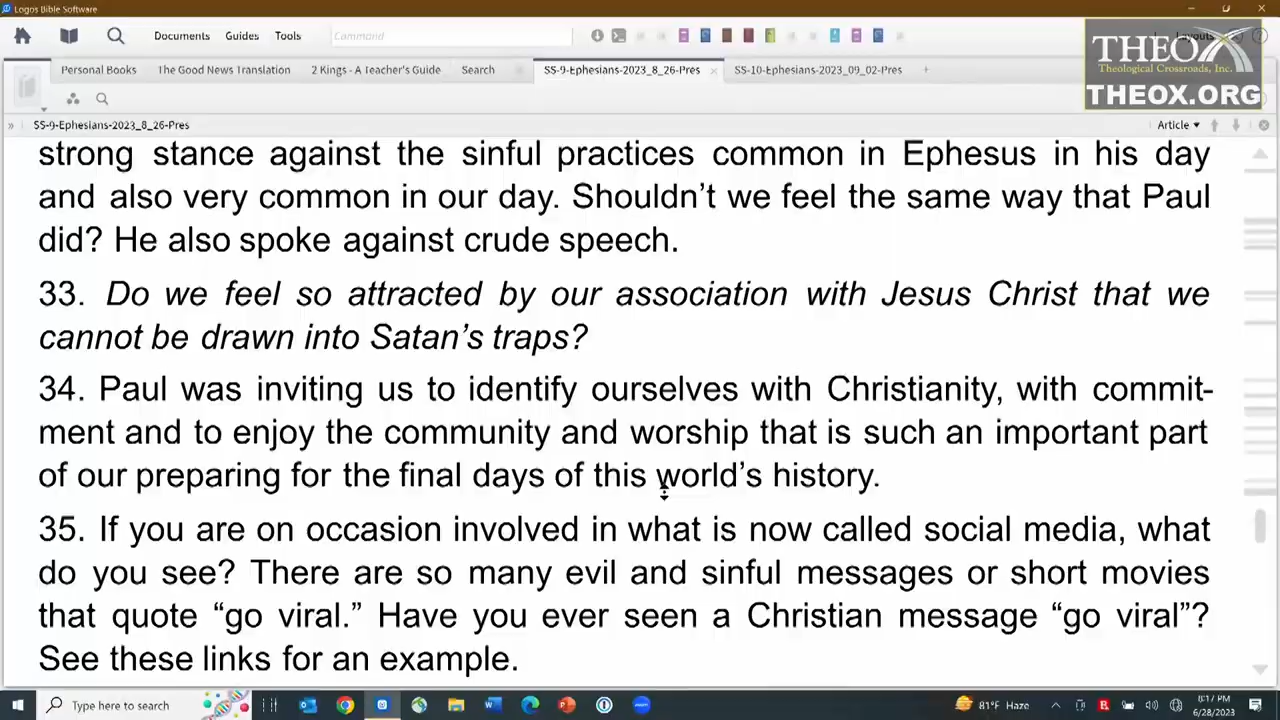 Logos Bible Software
Documents Guides Tools Command Layouts
THEOX
Theological Crossroads, Inc.
THEOX.ORG
Personal Books The Good News Translation 2 Kings - A Teacher's Guid Search SS-9-Ephesians-2023_8_26-Pres SS-10-Ephesians-2023_09_02-Pres
SS-9-Ephesians-2023_8_26-Pres Article
strong stance against the sinful practices common in Ephesus in his day
and also very common in our day. Shouldn’t we feel the same way that Paul
did? He also spoke against crude speech.
33. Do we feel so attracted by our association with Jesus Christ that we
cannot be drawn into Satan’s traps?
34. Paul was inviting us to identify ourselves with Christianity, with commit-
ment and to enjoy the community and worship that is such an important part
of our preparing for the final days of this world’s history.
35. If you are on occasion involved in what is now called social media, what
do you see? There are so many evil and sinful messages or short movies
that quote “go viral.” Have you ever seen a Christian message “go viral”?
See these links for an example.
Type here to search 81°F Haze 8:17 PM
6/28/2023